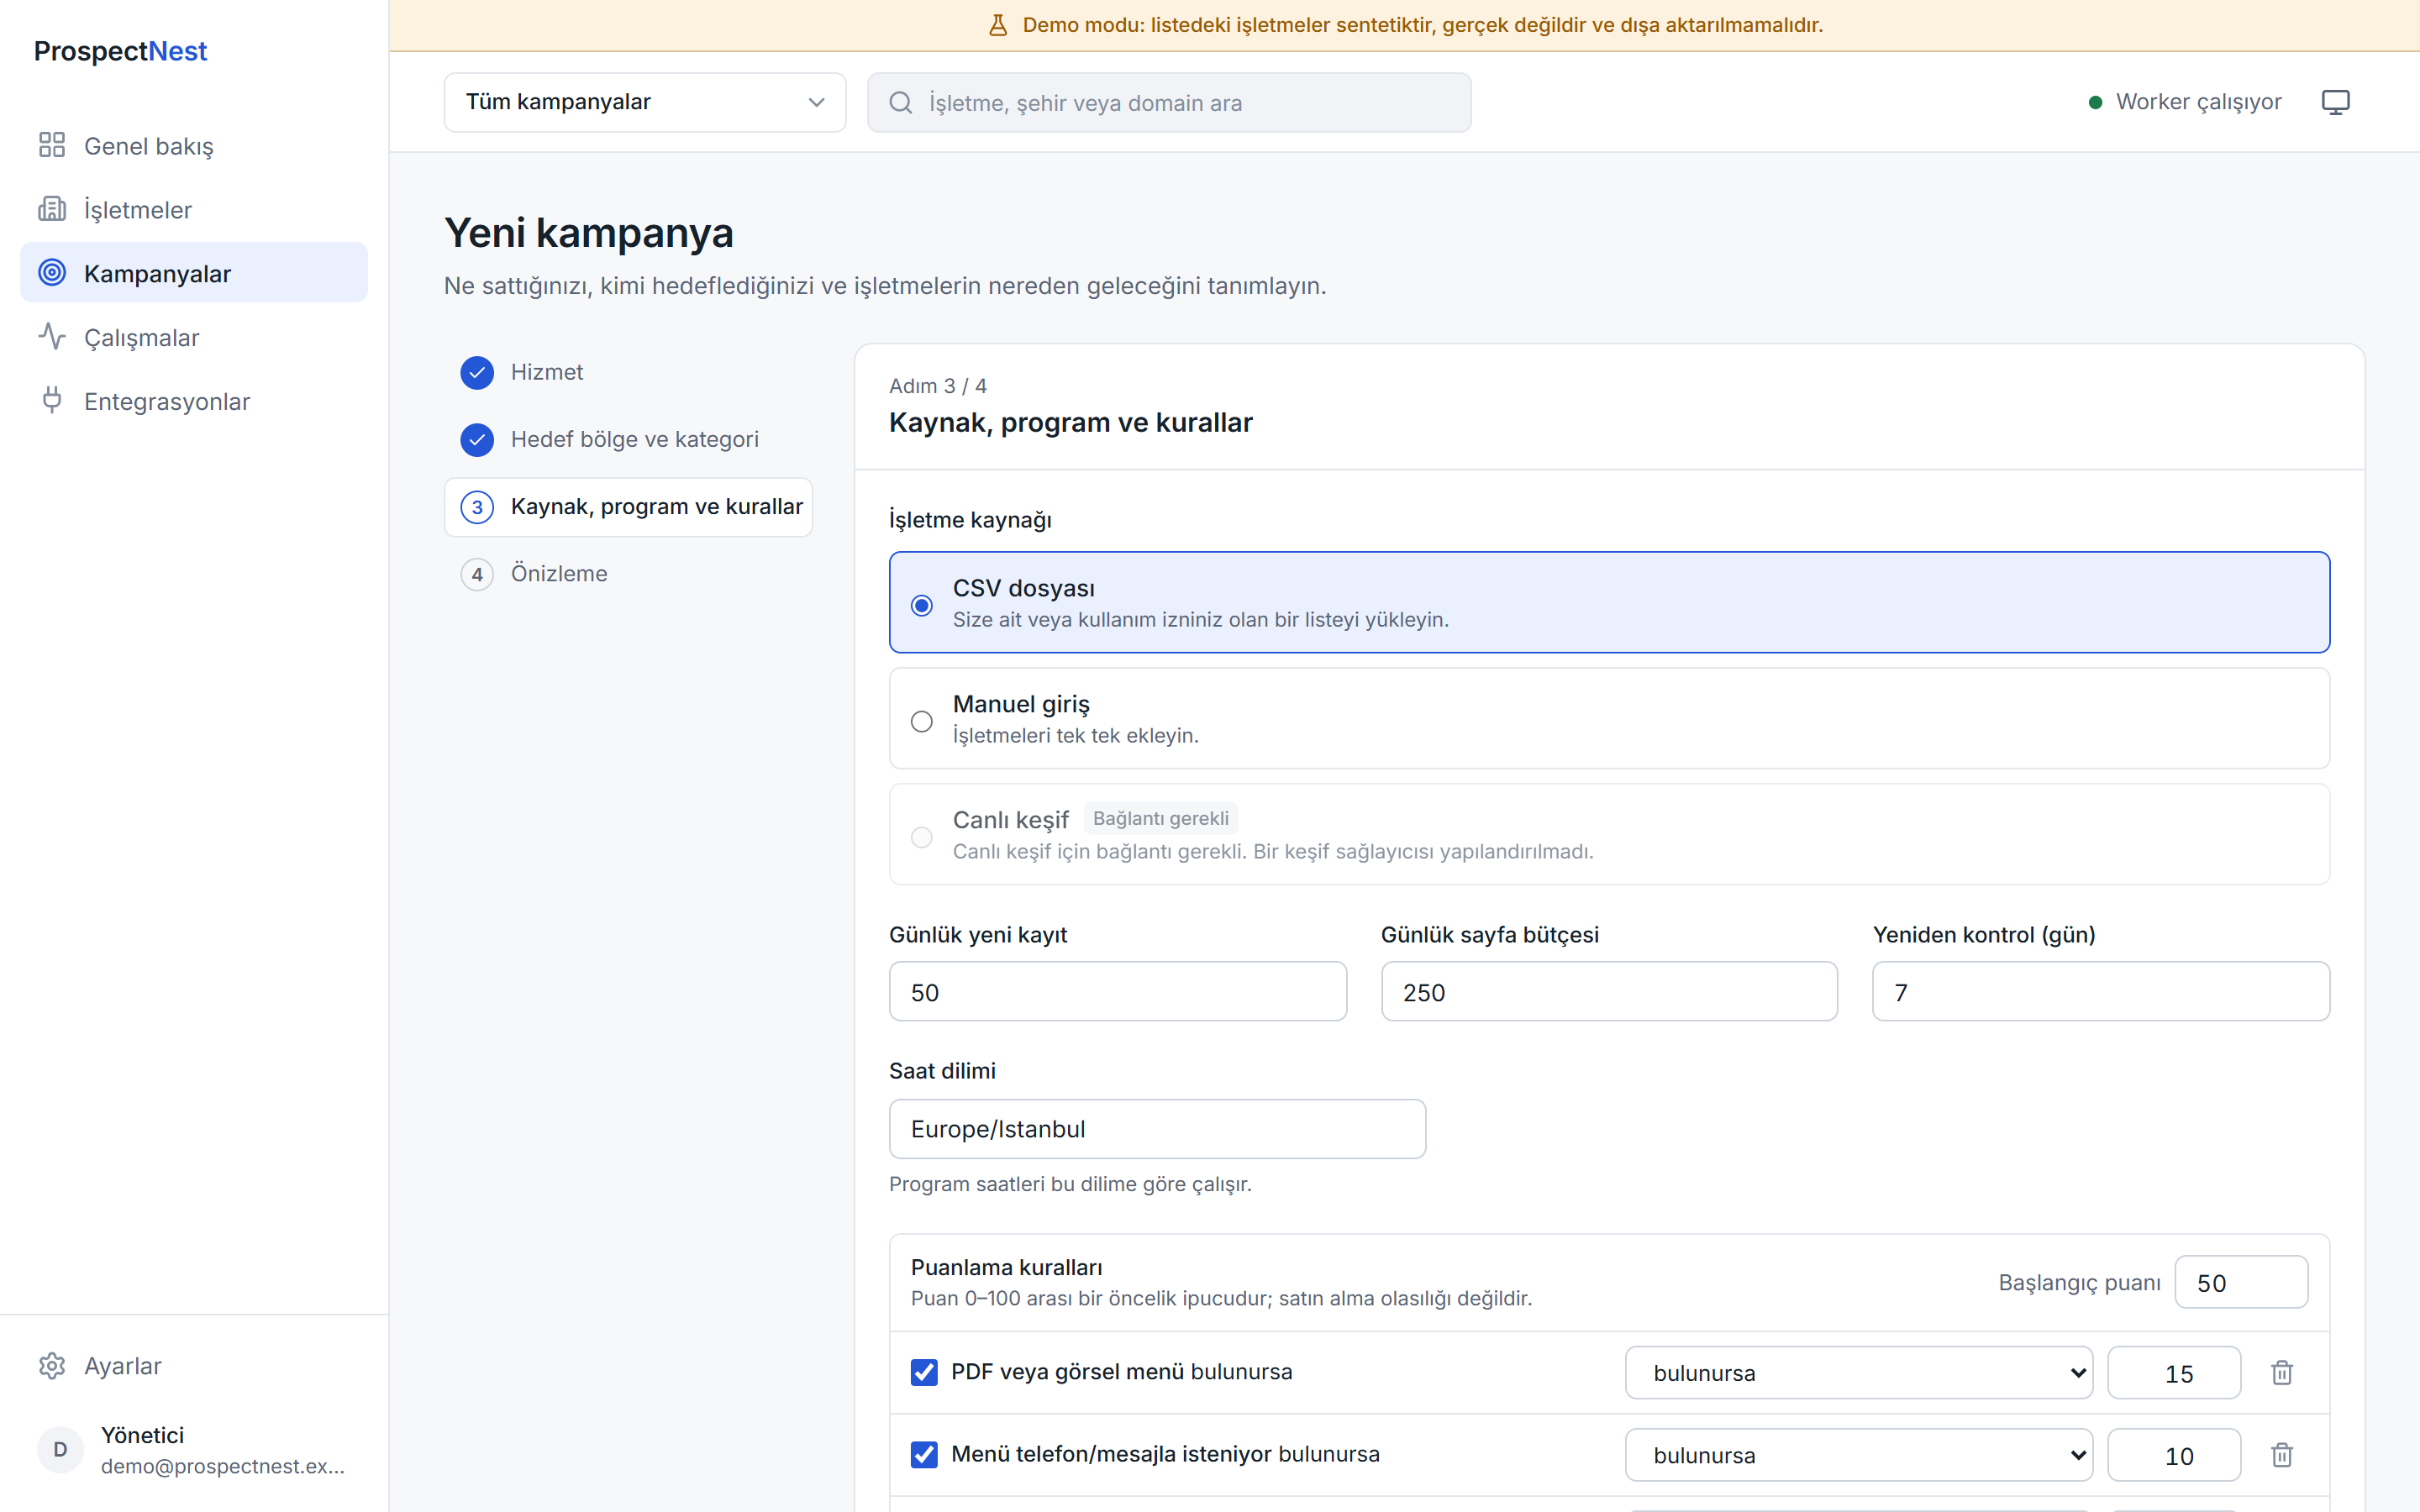 ProspectNest
Genel bakış
İşletmeler
Kampanyalar
Çalışmalar
Entegrasyonlar
Ayarlar
D
Yönetici
demo@prospectnest.ex...
Demo modu: listedeki işletmeler sentetiktir, gerçek değildir ve dışa aktarılmamalıdır.
Tüm kampanyalar
İşletme, şehir veya domain ara
Worker çalışıyor
Yeni kampanya
Ne sattığınızı, kimi hedeflediğinizi ve işletmelerin nereden geleceğini tanımlayın.
Hizmet
Hedef bölge ve kategori
3 Kaynak, program ve kurallar
4 Önizleme
Adım 3 / 4
Kaynak, program ve kurallar
İşletme kaynağı
CSV dosyası
Size ait veya kullanım izniniz olan bir listeyi yükleyin.
Manuel giriş
İşletmeleri tek tek ekleyin.
Canlı keşif Bağlantı gerekli
Canlı keşif için bağlantı gerekli. Bir keşif sağlayıcısı yapılandırılmadı.
Günlük yeni kayıt Günlük sayfa bütçesi Yeniden kontrol (gün)
50 250 7
Saat dilimi
Europe/Istanbul
Program saatleri bu dilime göre çalışır.
Puanlama kuralları
Puan 0–100 arası bir öncelik ipucudur; satın alma olasılığı değildir.
Başlangıç puanı 50
PDF veya görsel menü bulunursa bulunursa 15
Menü telefon/mesajla isteniyor bulunursa bulunursa 10